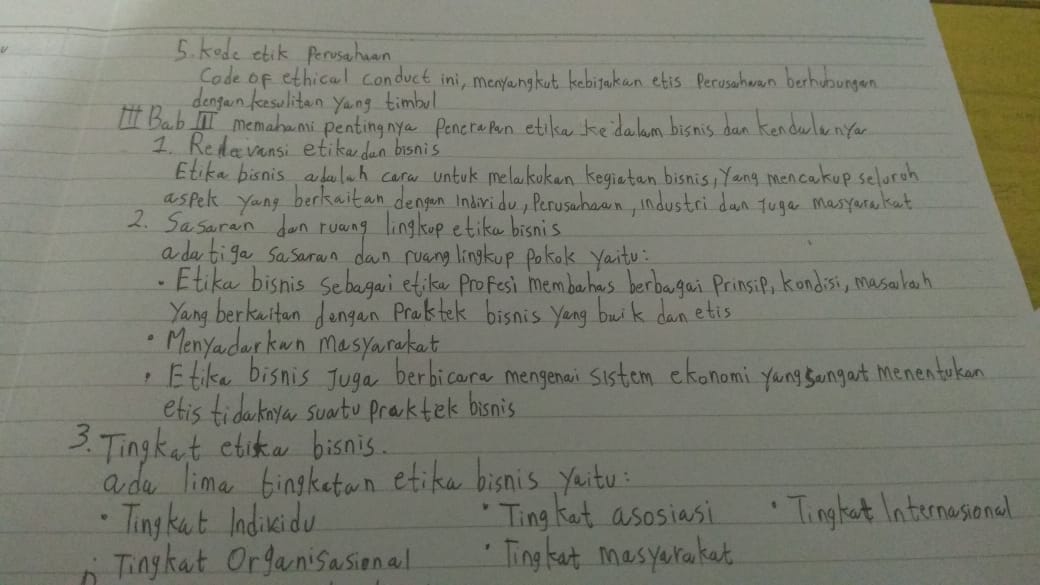 5. Kode etik Perusahaan
Code of ethical conduct ini, menyangkut kebijakan etis Perusahaan berhubungan
dengan kesulitan yang timbul
III Bab III memahami pentingnya Penerapan etika ke dalam bisnis dan Kendalanya
1. Relevansi etika dan bisnis
Etika bisnis adalah cara untuk melakukan kegiatan bisnis, Yang mencakup seluruh
aspek yang berkaitan dengan Individu, Perusahaan, industri dan Juga masyarakat
2. Sasaran dan ruang lingkup etika bisnis
ada tiga sasaran dan ruang lingkup Pokok yaitu:
• Etika bisnis sebagai etika Profesi membahas berbagai Prinsip, kondisi, masalah
Yang berkaitan dengan Praktek bisnis yang baik dan etis
• Menyadarkan masyarakat
• Etika bisnis Juga berbicara mengenai sistem ekonomi yang sangat menentukan
etis tidaknya suatu Praktek bisnis
3. Tingkat etika bisnis.
ada lima tingkatan etika bisnis yaitu:
• Tingkat Individu • Tingkat asosiasi • Tingkat Internasional
• Tingkat Organisasional • Tingkat masyarakat